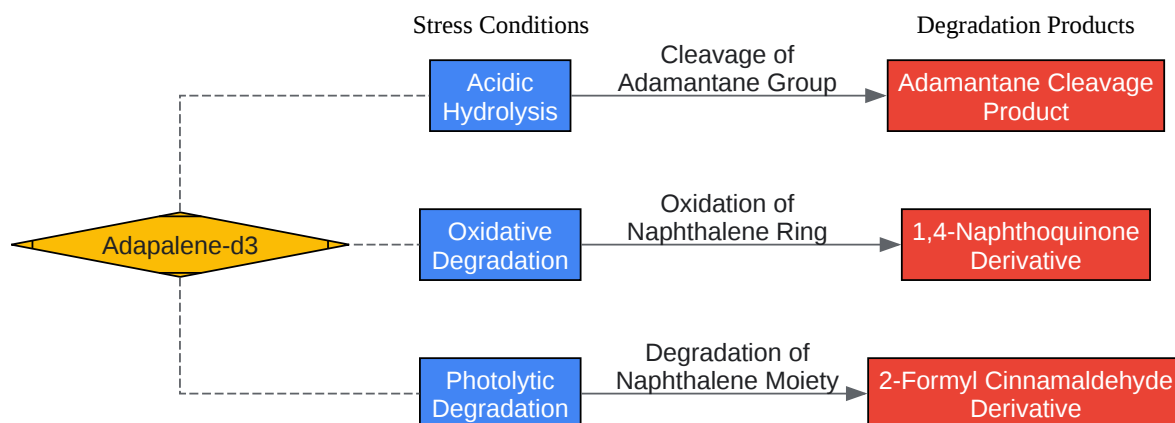 Stress Conditions
Degradation Products
Cleavage of
Adamantane Group
Acidic
Hydrolysis
Adamantane Cleavage
Product
Adapalene-d3
Oxidation of
Naphthalene Ring
Oxidative
Degradation
1,4-Naphthoquinone
Derivative
Degradation of
Naphthalene Moiety
Photolytic
Degradation
2-Formyl Cinnamaldehyde
Derivative